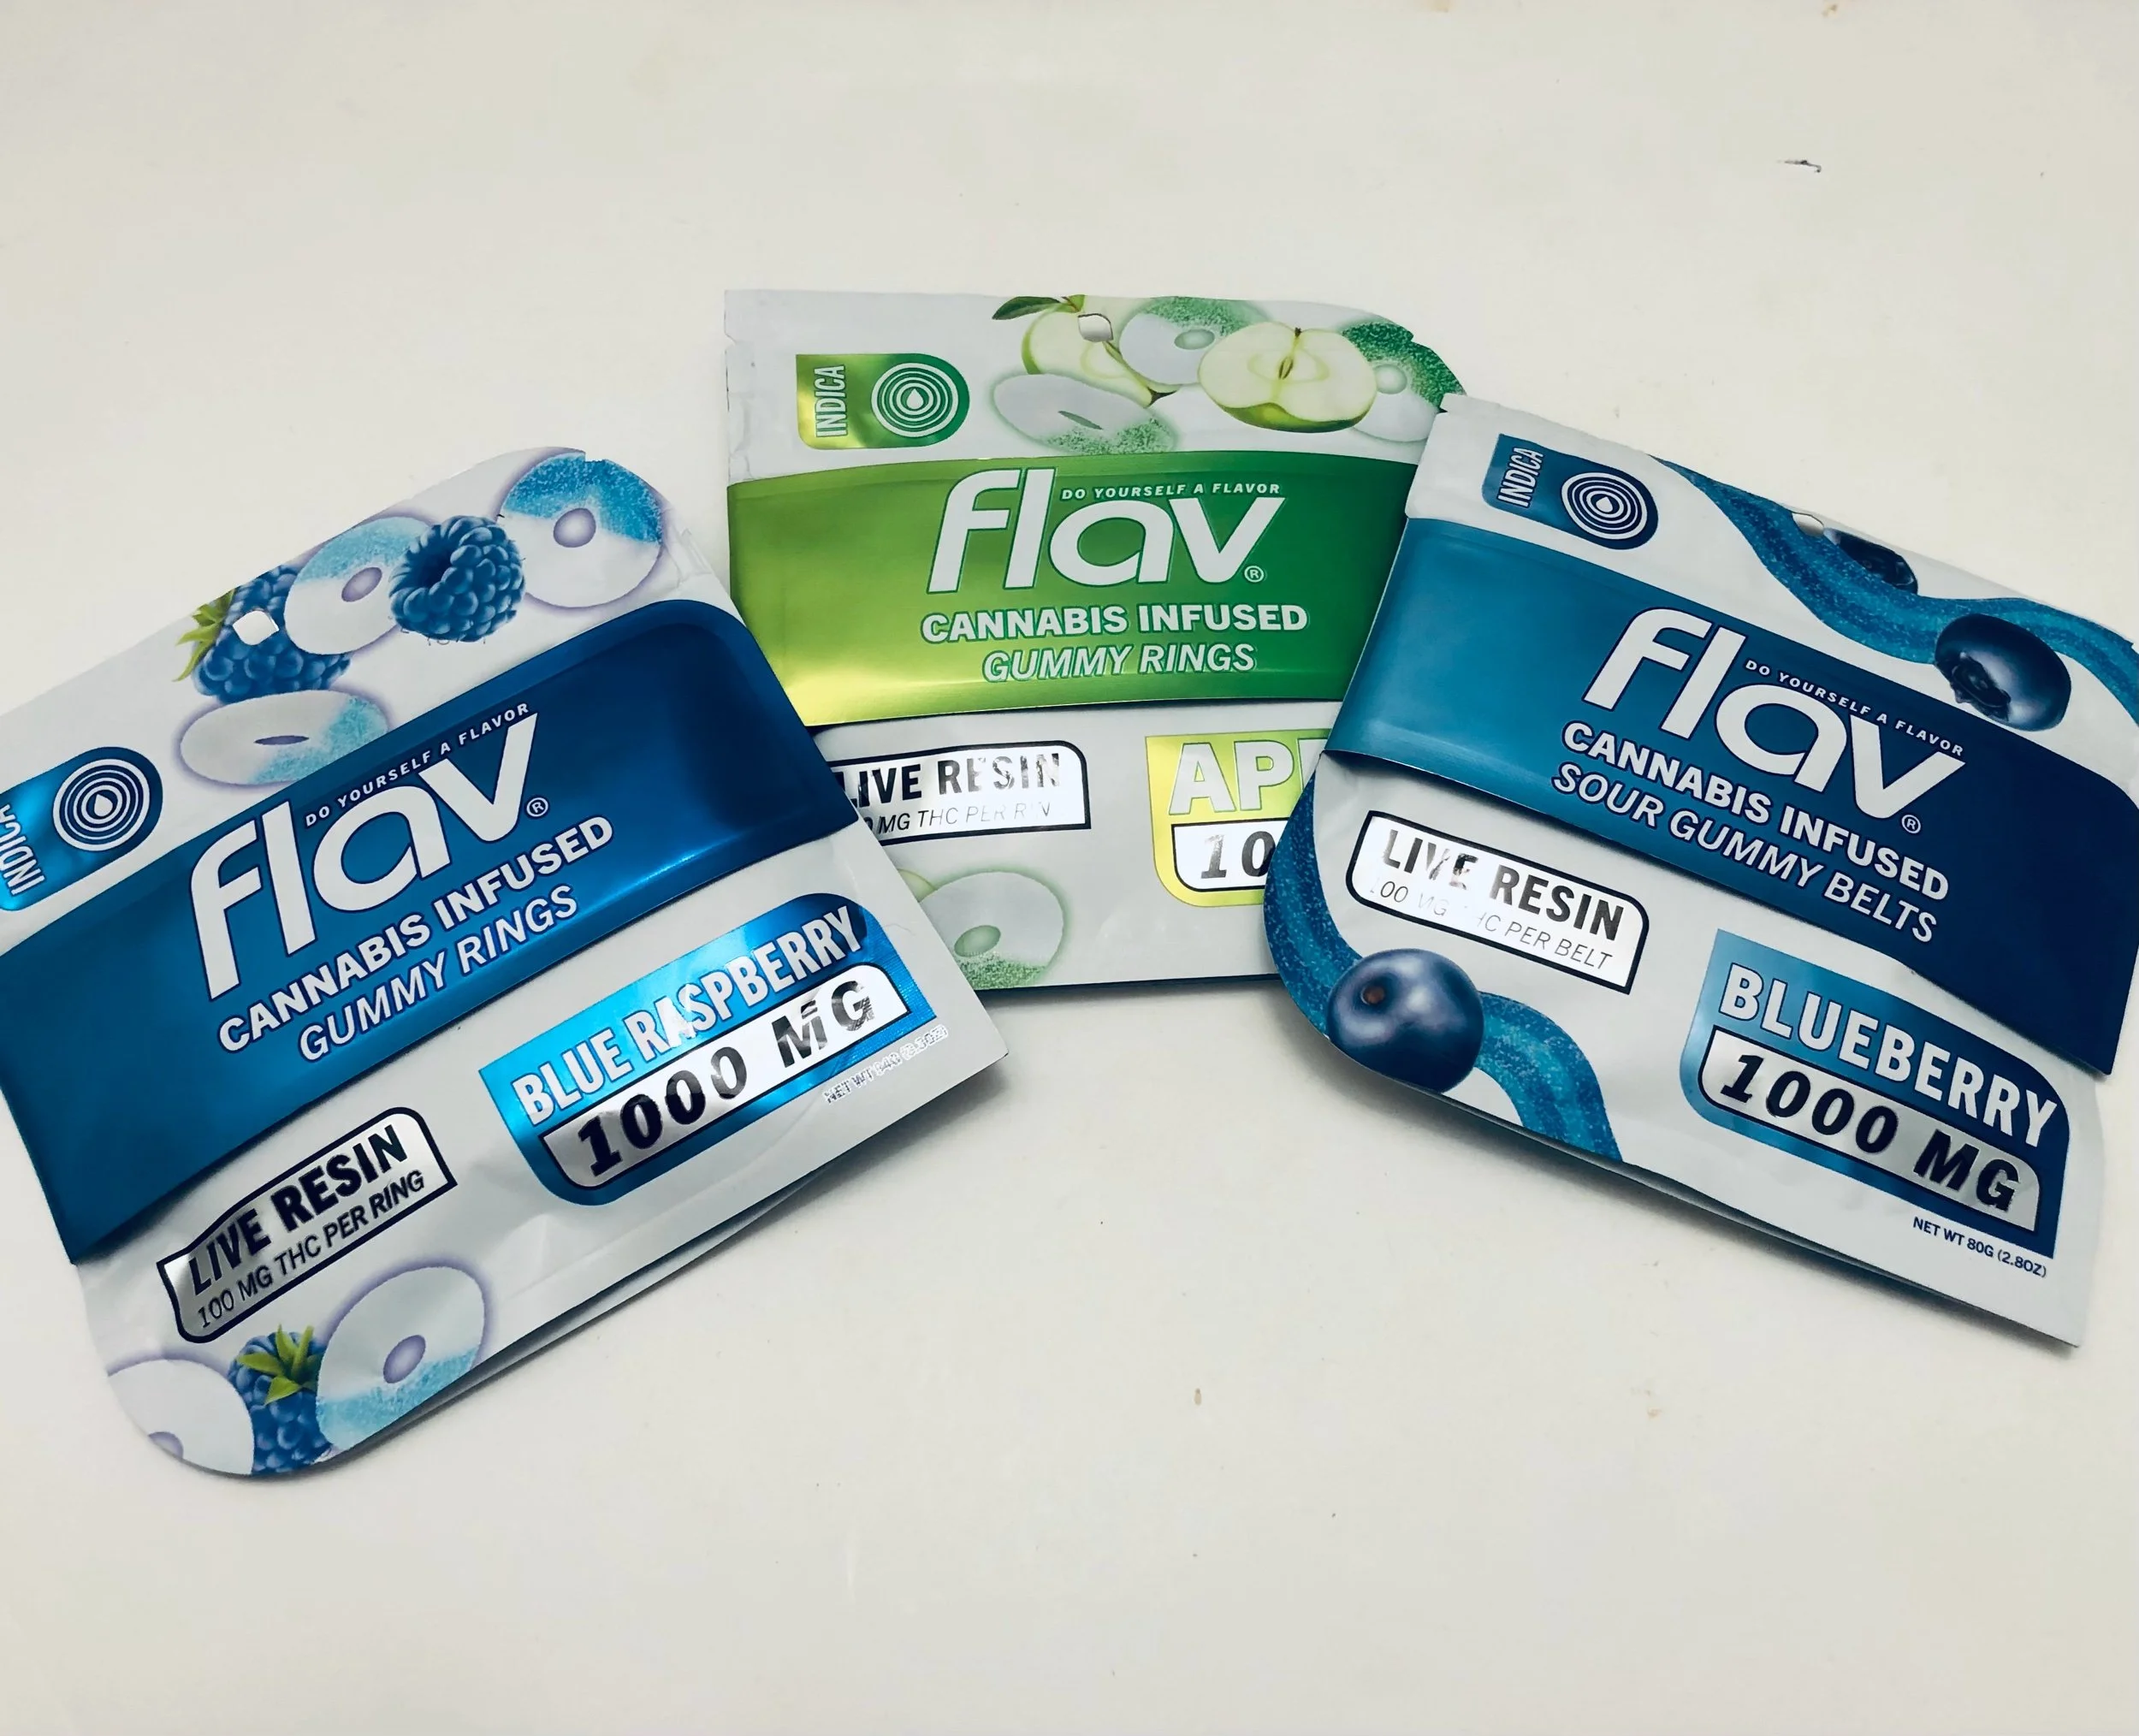 INDICA
DO YOURSELF A FLAVOR
flav®
CANNABIS INFUSED
GUMMY RINGS
BLUE RASPBERRY
1000 MG
LIVE RESIN
100 MG THC PER RING
INDICA
DO YOURSELF A FLAVOR
flav®
CANNABIS INFUSED
GUMMY RINGS
LIVE RESIN
MG THC PER
INDICA
DO YOURSELF A FLAVOR
flav®
CANNABIS INFUSED
SOUR GUMMY BELTS
LIVE RESIN
PER BELT
BLUEBERRY
1000 MG
NET WT 80G (2.8OZ)